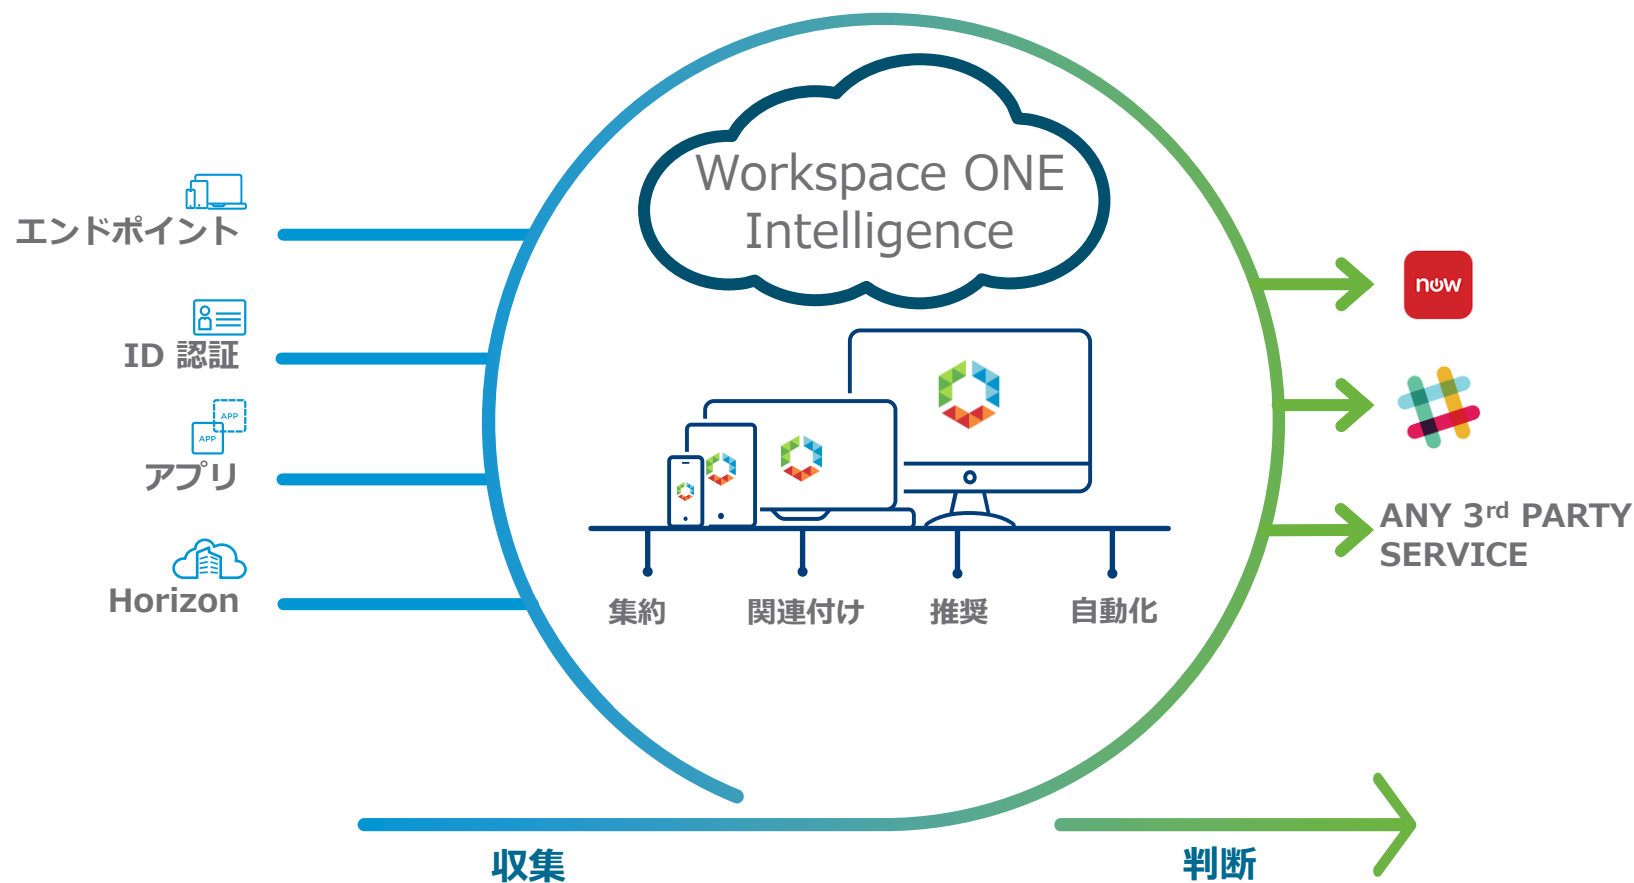 Workspace ONE
Intelligence
エンドポイント
ID 認証
APP
APP
アプリ
Horizon
now
ANY 3rd PARTY
SERVICE
集約
関連付け
推奨
自動化
収集
判断